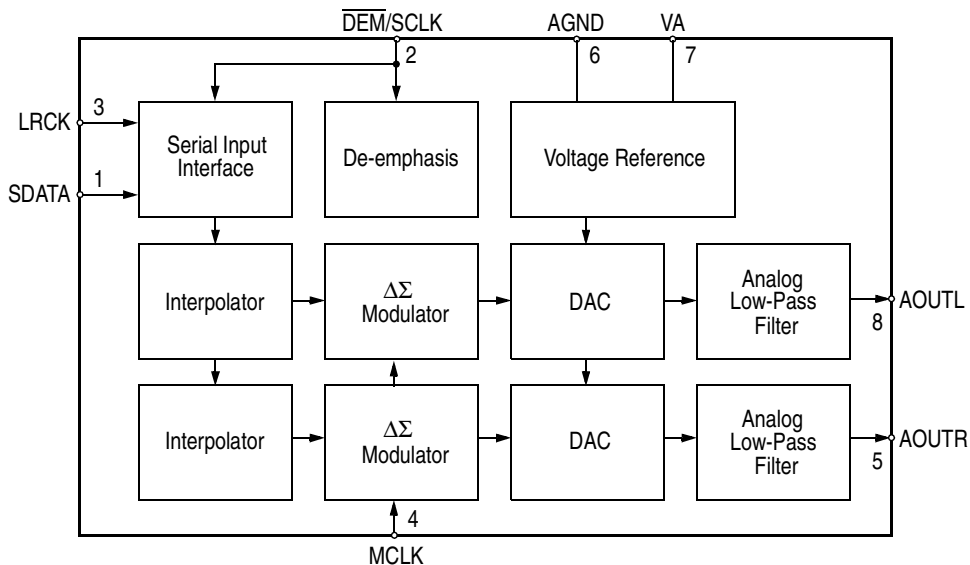 DEM/SCLK
AGND
VA
2
6
7
LRCK
3
SDATA
1
Serial Input
Interface
De-emphasis
Voltage Reference
Interpolator
ΔΣ
Modulator
DAC
Analog
Low-Pass
Filter
AOUTL
8
Interpolator
ΔΣ
Modulator
DAC
Analog
Low-Pass
Filter
AOUTR
5
4
MCLK